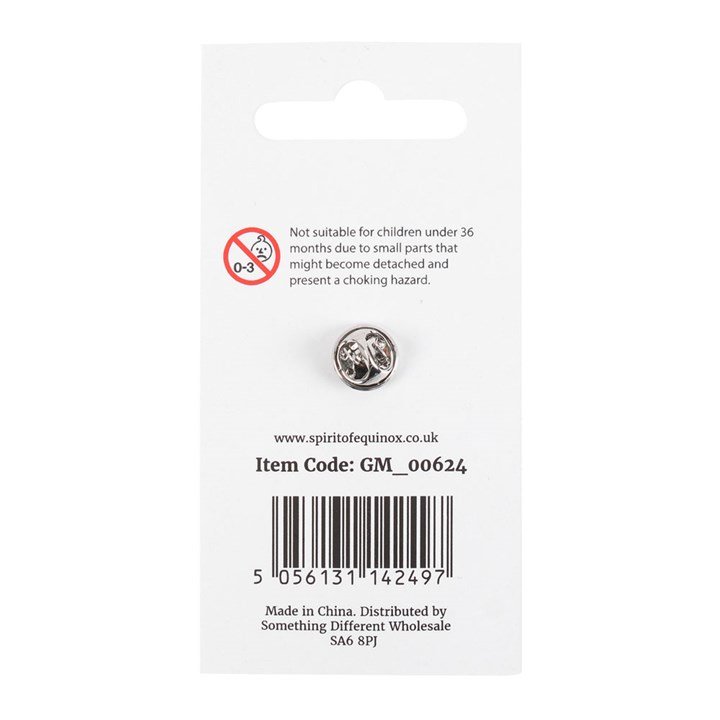 0-3
Not suitable for children under 36
months due to small parts that
might become detached and
present a choking hazard.
www.spiritofequinox.co.uk
Item Code: GM_00624
5 056131 142497
Made in China. Distributed by
Something Different Wholesale
SA6 8PJ